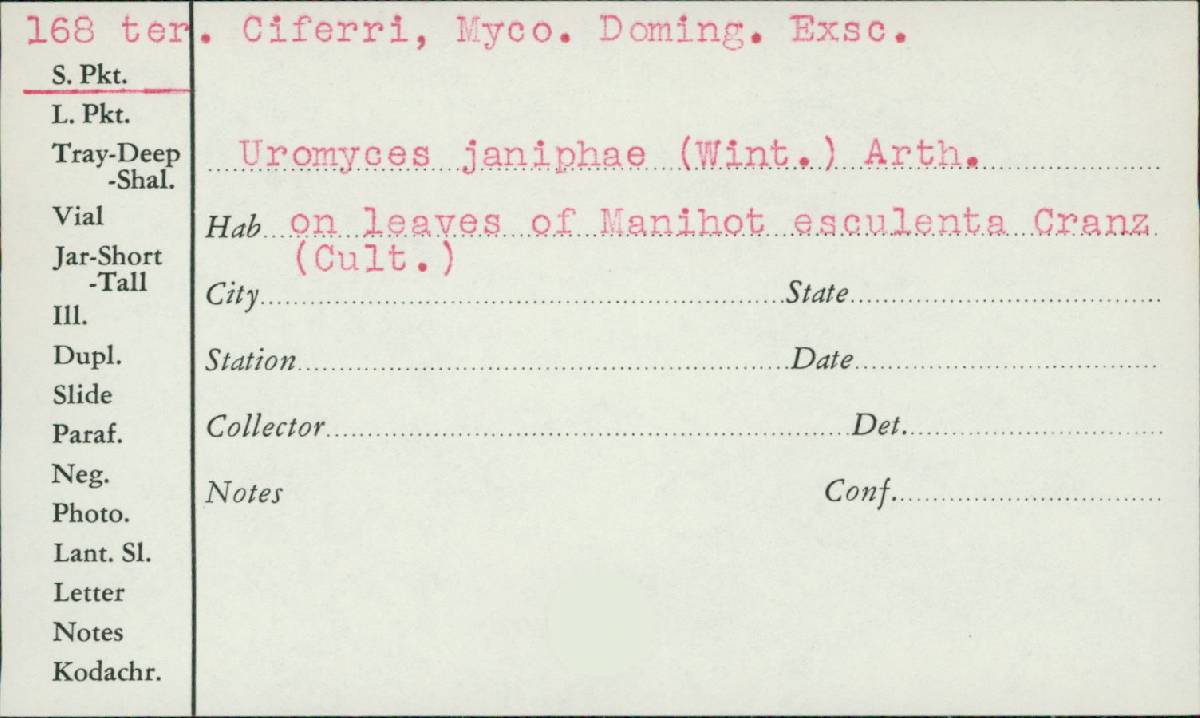 168 ter. Ciferri, Myco. Doming. Exsc.
S. Pkt.
L. Pkt.
Tray-Deep
-Shal.
Vial
Jar-Short
-Tall
Ill.
Dupl.
Slide
Paraf.
Neg.
Photo.
Lant. Sl.
Letter
Notes
Kodachr.
Uromyces janiphae (Wint.) Arth.
Hab on leaves of Manihot esculenta Cranz
(Cult.)
City State
Station Date
Collector Det.
Notes Conf.